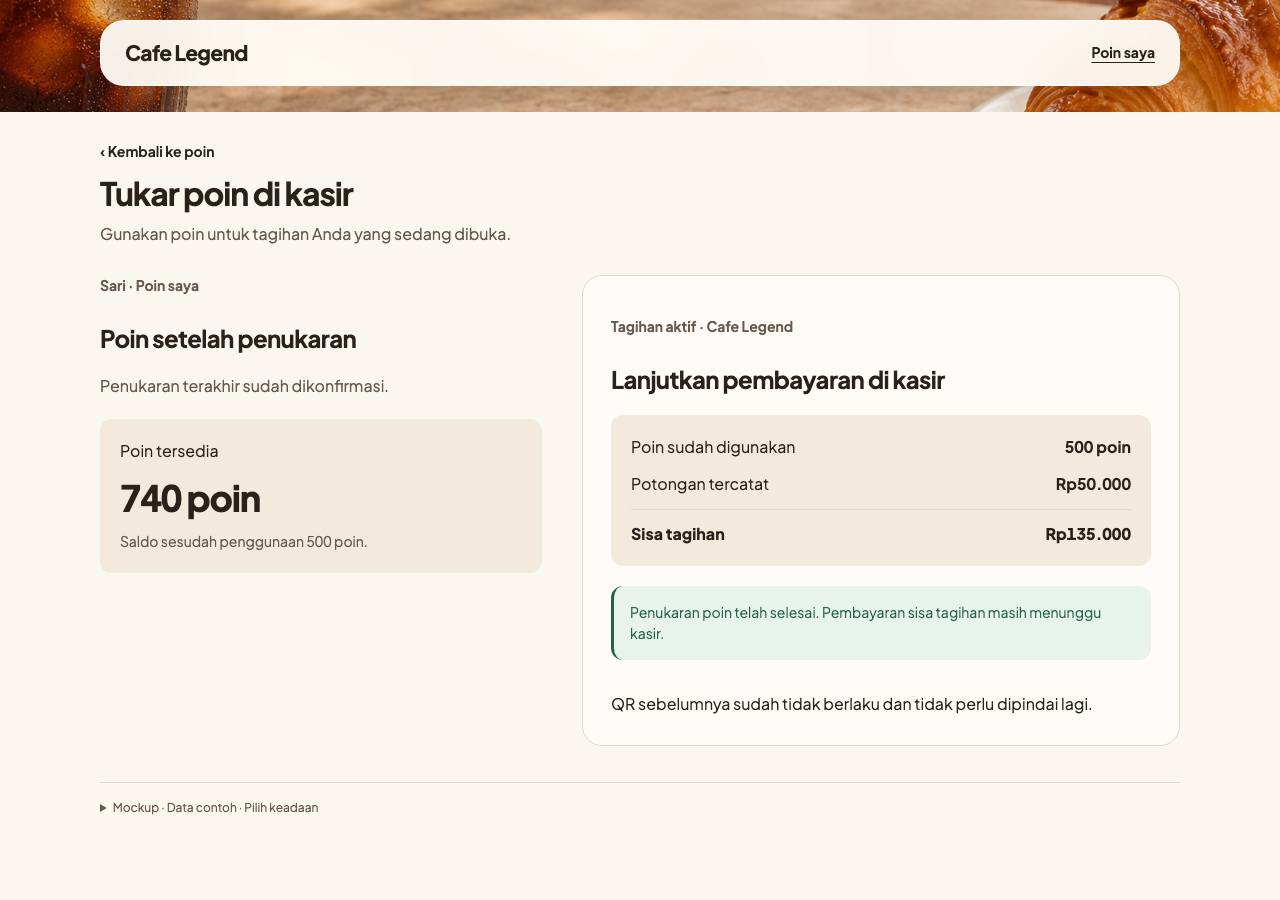 Cafe Legend
Poin saya
‹ Kembali ke poin
Tukar poin di kasir
Gunakan poin untuk tagihan Anda yang sedang dibuka.
Sari · Poin saya
Poin setelah penukaran
Penukaran terakhir sudah dikonfirmasi.
Poin tersedia
740 poin
Saldo sesudah penggunaan 500 poin.
Tagihan aktif · Cafe Legend
Lanjutkan pembayaran di kasir
Poin sudah digunakan 500 poin
Potongan tercatat Rp50.000
Sisa tagihan Rp135.000
Penukaran poin telah selesai. Pembayaran sisa tagihan masih menunggu
kasir.
QR sebelumnya sudah tidak berlaku dan tidak perlu dipindai lagi.
Mockup · Data contoh · Pilih keadaan